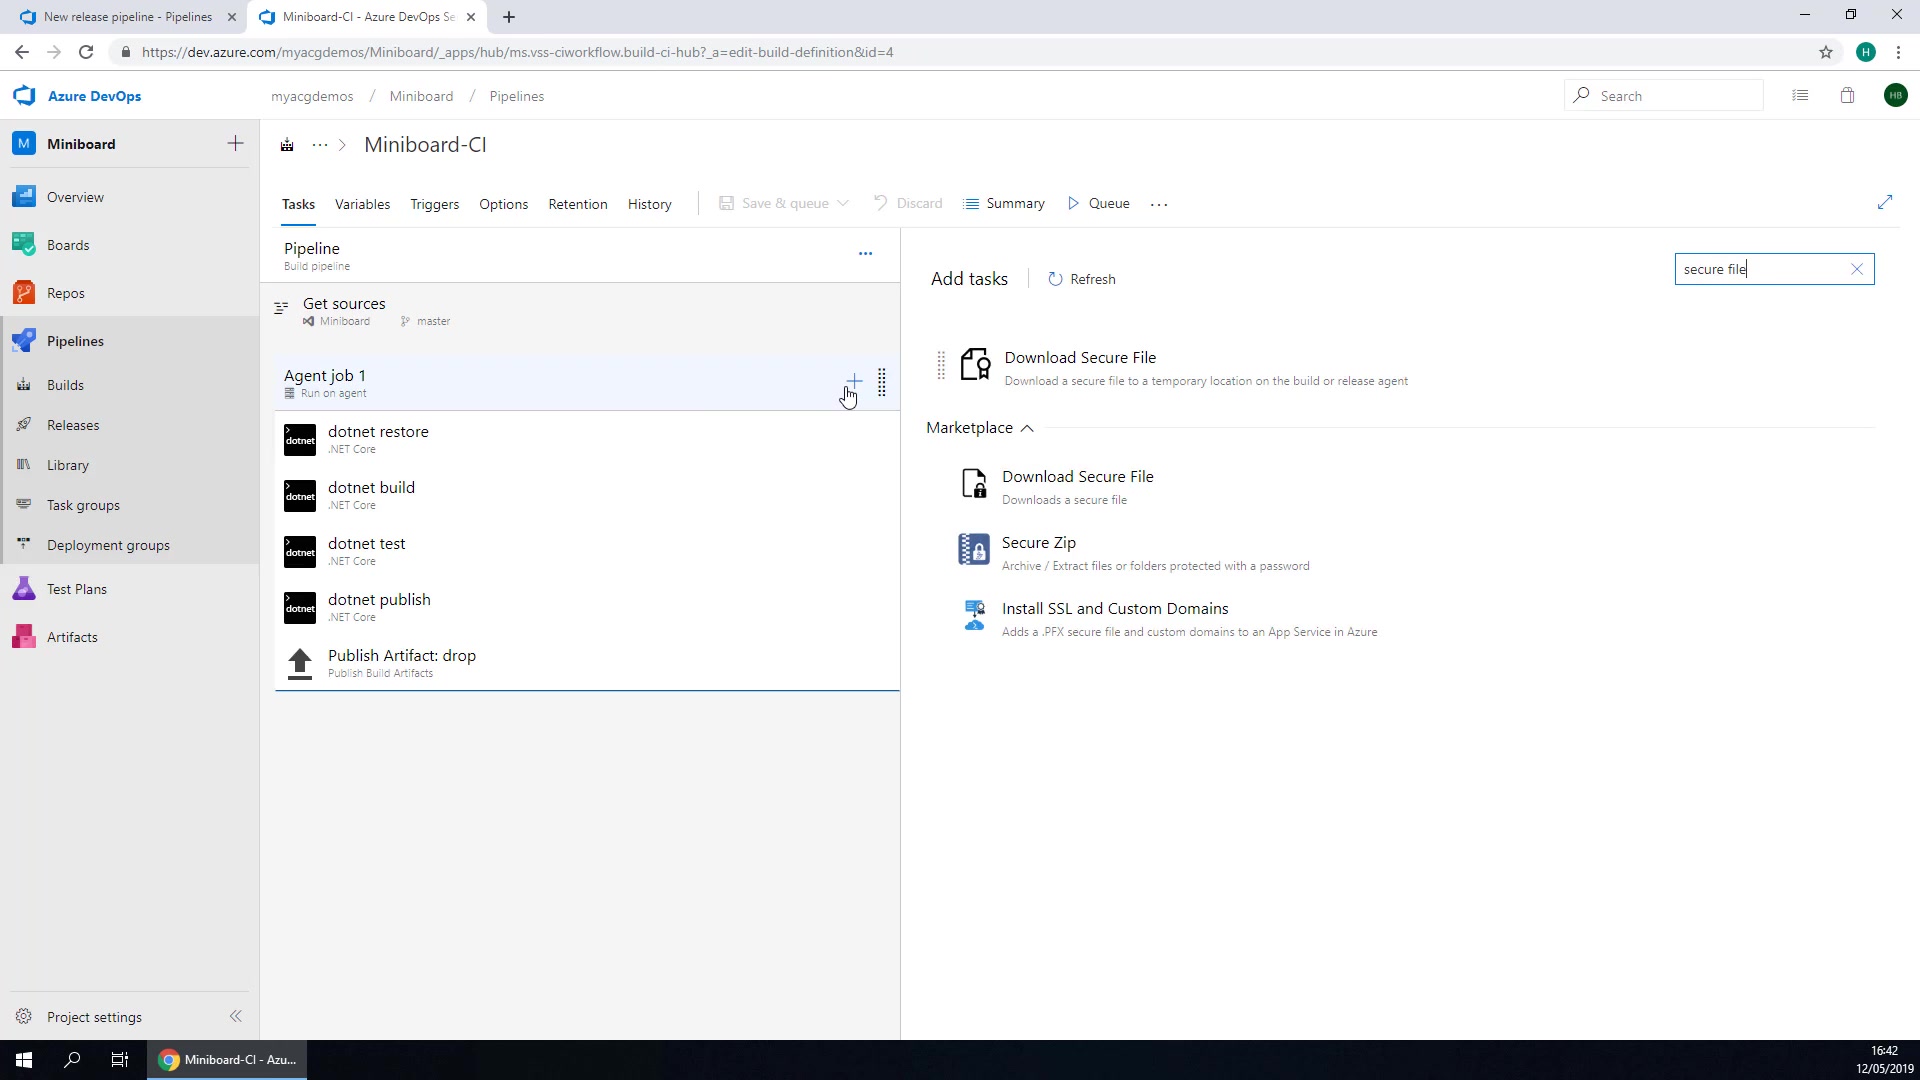 New release pipeline - Pipelines
Miniboard-CI - Azure DevOps Se
https://dev.azure.com/myacgdemos/Miniboard/_apps/hub/ms.vss-ciworkflow.build-ci-hub?_a=edit-build-definition&id=4
H
Azure DevOps
myacgdemos / Miniboard / Pipelines
Search
HB
M Miniboard
Overview
Boards
Repos
Pipelines
Builds
Releases
Library
Task groups
Deployment groups
Test Plans
Artifacts
Project settings
... > Miniboard-CI
Tasks Variables Triggers Options Retention History Save & queue Discard Summary Queue ...
Pipeline
Build pipeline
Get sources
Miniboard master
Agent job 1
Run on agent
dotnet
dotnet restore
.NET Core
dotnet
dotnet build
.NET Core
dotnet
dotnet test
.NET Core
dotnet
dotnet publish
.NET Core
Publish Artifact: drop
Publish Build Artifacts
Add tasks
Refresh
secure file
Download Secure File
Download a secure file to a temporary location on the build or release agent
Marketplace
Download Secure File
Downloads a secure file
Secure Zip
Archive / Extract files or folders protected with a password
Install SSL and Custom Domains
Adds a .PFX secure file and custom domains to an App Service in Azure
Miniboard-CI - Azu...
16:42
12/05/2019